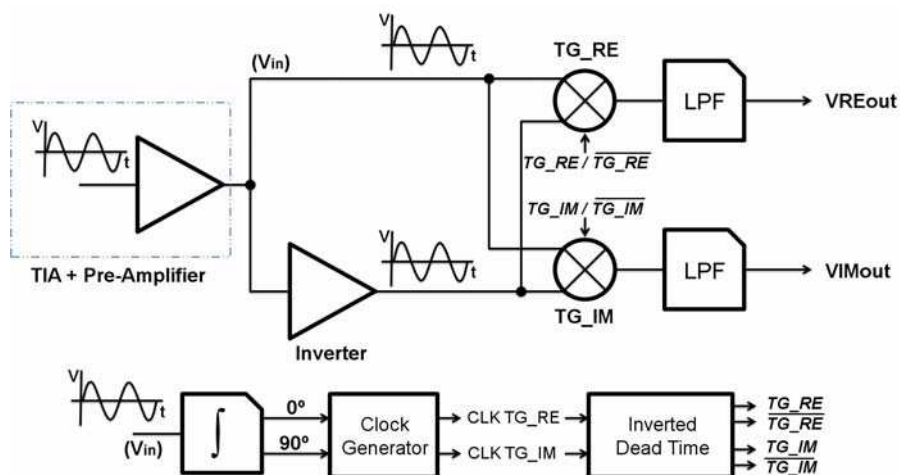 V
t
(Vin)
TG_RE
LPF
VREout
V
t
TG_RE / TG_RE
TG_IM / TG_IM
TIA + Pre-Amplifier
V
t
LPF
VIMout
TG_IM
Inverter
V
t
(Vin)
∫
0º
90º
Clock
Generator
CLK TG_RE
CLK TG_IM
Inverted
Dead Time
TG_RE
TG_RE
TG_IM
TG_IM